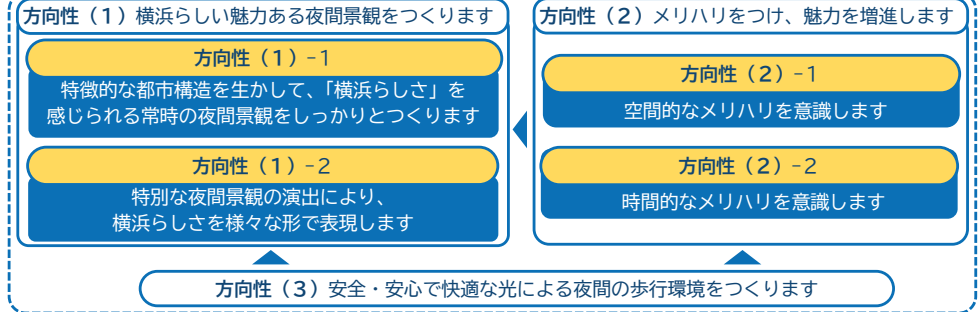 方向性（１）横浜らしい魅力ある夜間景観をつくります
方向性（１）-1
特徴的な都市構造を生かして、「横浜らしさ」を
感じられる常時の夜間景観をしっかりとつくります
方向性（１）-2
特別な夜間景観の演出により、
横浜らしさを様々な形で表現します
方向性（２）メリハリをつけ、魅力を増進します
方向性（２）-1
空間的なメリハリを意識します
方向性（２）-2
時間的なメリハリを意識します
方向性（３）安全・安心で快適な光による夜間の歩行環境をつくります